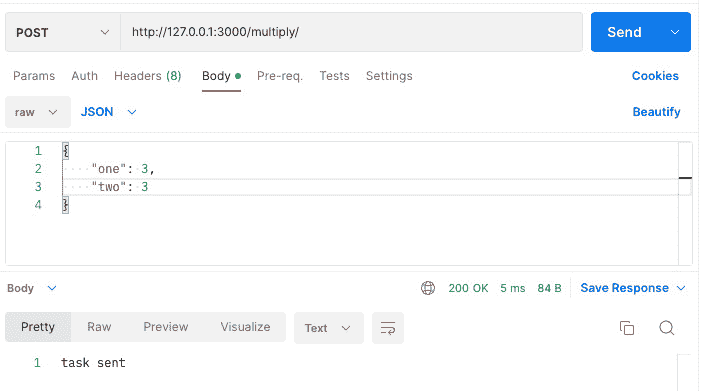 POST http://127.0.0.1:3000/multiply/ Send
Params Auth Headers (8) Body Pre-req. Tests Settings Cookies
raw JSON Beautify
1 {
2 "one": 3,
3 "two": 3
4 }
Body 200 OK 5 ms 84 B Save Response
Pretty Raw Preview Visualize Text
1 task sent